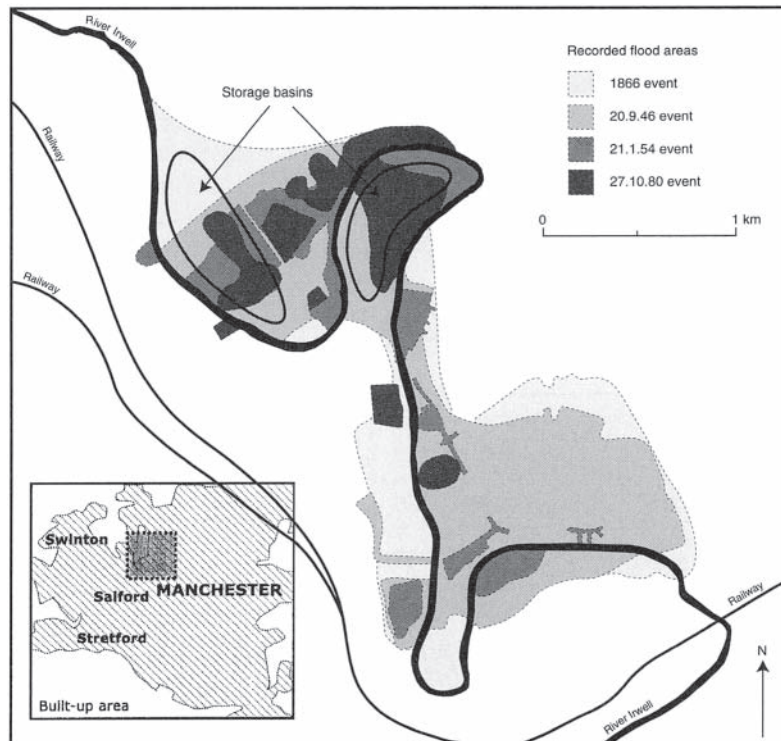 River Irwell
Railway
Railway
Storage basins
Recorded flood areas
1866 event
20.9.46 event
21.1.54 event
27.10.80 event
0 1 km
Swinton
MANCHESTER
Salford
Stretford
Built-up area
Railway
N
River Irwell